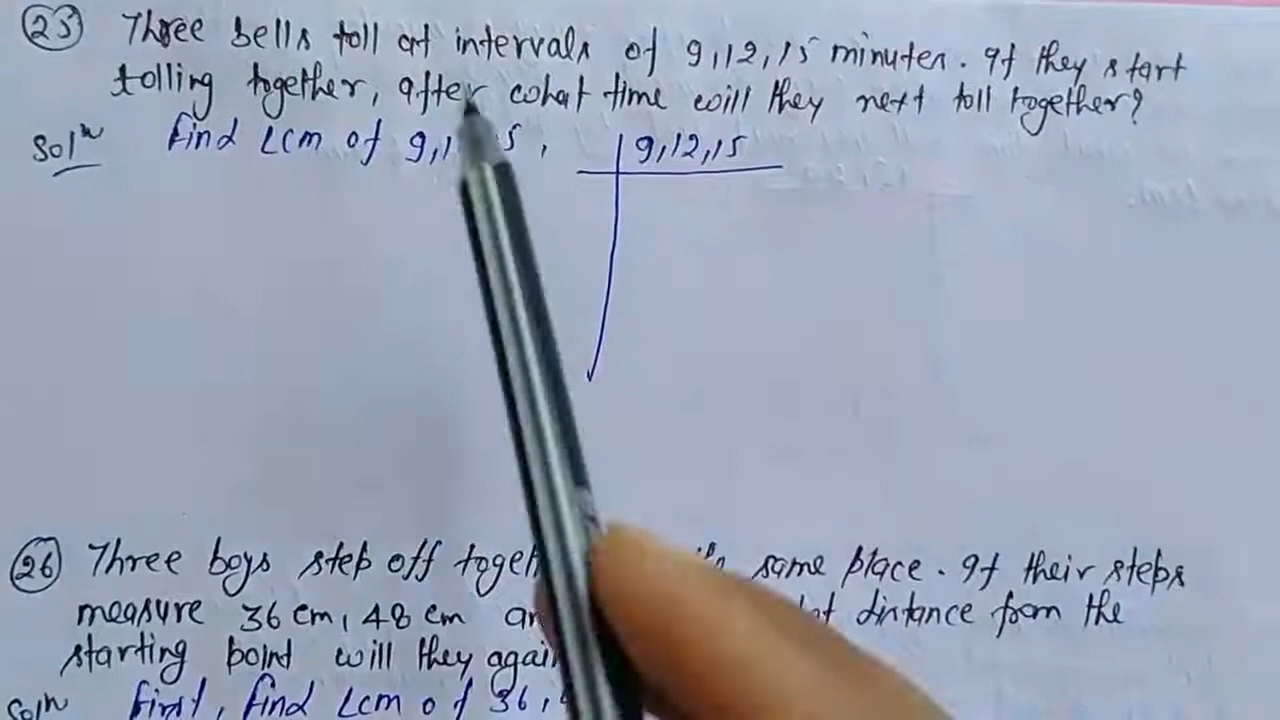 25 Three bells toll at intervals of 9, 12, 15 minutes. If they start
tolling together, after what time will they next toll together?
Soln Find LCM of 9, 1 5, 9, 12, 15
26 Three boys step off same place. If their steps
measure 36 cm, 48 cm distance from the
starting point will they again
Soln First, find LCM of 36,